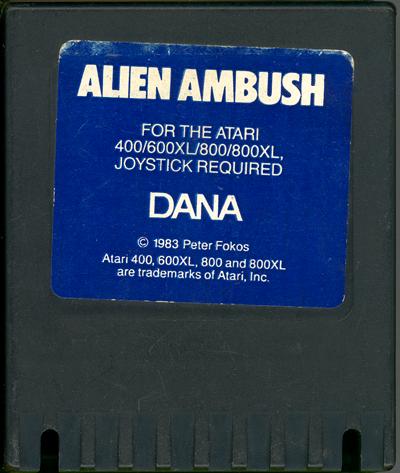 ALIEN AMBUSH
FOR THE ATARI
400/600XL/800/800XL,
JOYSTICK REQUIRED
DANA
© 1983 Peter Fokos
Atari 400, 600XL, 800 and 800XL
are trademarks of Atari, Inc.